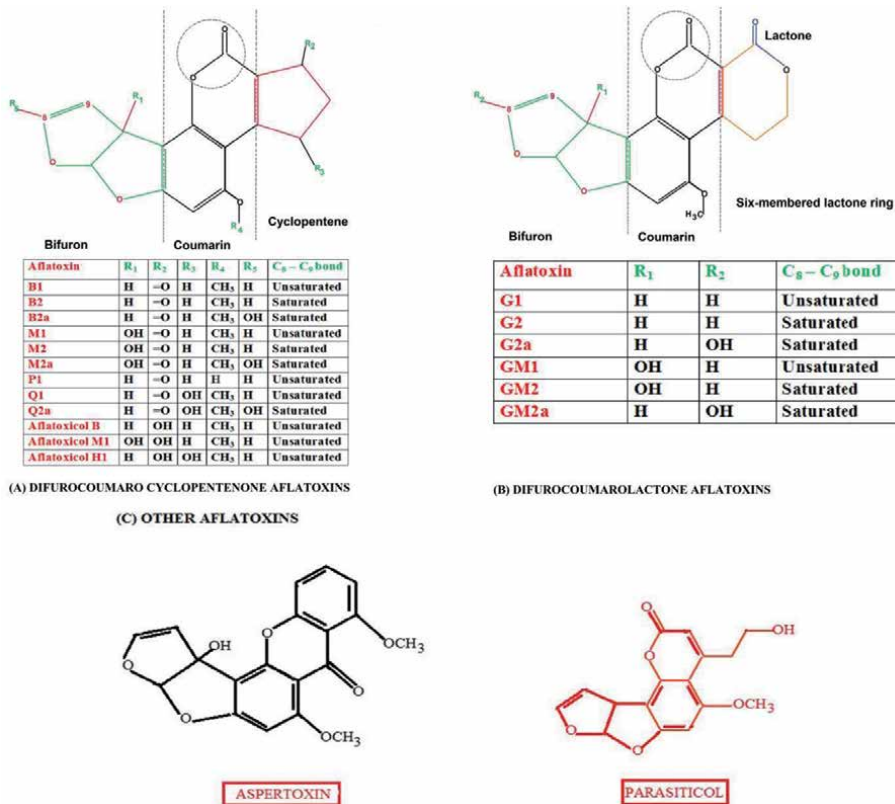 R₂
O
Lactone
O
O
R₅
8
9
R₁
O
O
R₃
O
R₄
Cyclopentene
Bifuron
Coumarin
O
O
O
R₂
8
9
R₁
O
O
O
H₃C
Six-membered lactone ring
Bifuron
Coumarin
Aflatoxin R₁ R₂ R₃ R₄ R₅ C₈ – C₉ bond
B1 H =O H CH₃ H Unsaturated
B2 H =O H CH₃ H Saturated
B2a H =O H CH₃ OH Saturated
M1 OH =O H CH₃ H Unsaturated
M2 OH =O H CH₃ H Saturated
M2a OH =O H CH₃ OH Saturated
P1 H =O H H H Unsaturated
Q1 H =O OH CH₃ H Unsaturated
Q2a H =O OH CH₃ OH Saturated
Aflatoxicol B H OH H CH₃ H Unsaturated
Aflatoxicol M1 OH OH H CH₃ H Unsaturated
Aflatoxicol H1 H OH OH CH₃ H Unsaturated
(A) DIFUROCOUMARO CYCLOPENTENONE AFLATOXINS
Aflatoxin R₁ R₂ C₈ – C₉ bond
G1 H H Unsaturated
G2 H H Saturated
G2a H OH Saturated
GM1 OH H Unsaturated
GM2 OH H Saturated
GM2a H OH Saturated
(B) DIFUROCOUMAROLACTONE AFLATOXINS
(C) OTHER AFLATOXINS
OH
O
O
O
O
OCH₃
OCH₃
ASPERTOXIN
O
O
OH
OCH₃
O
O
PARASITICOL